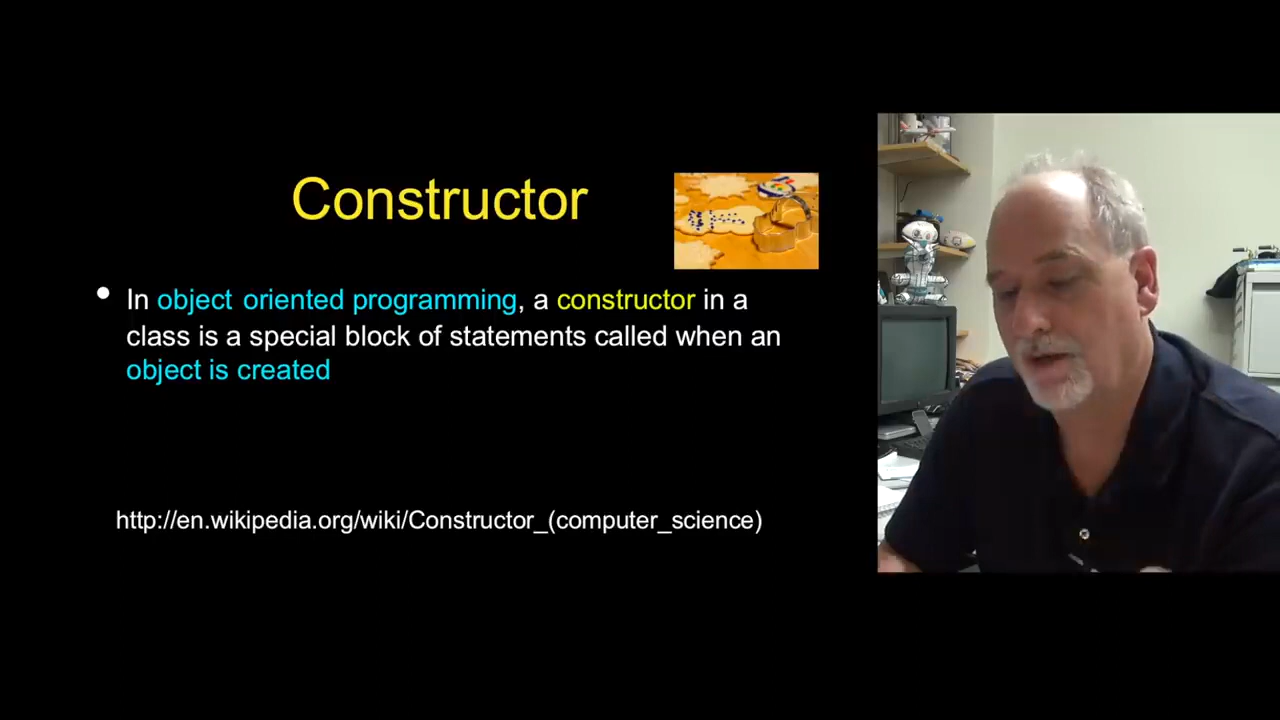 Constructor
• In object oriented programming, a constructor in a
class is a special block of statements called when an
object is created
http://en.wikipedia.org/wiki/Constructor_(computer_science)